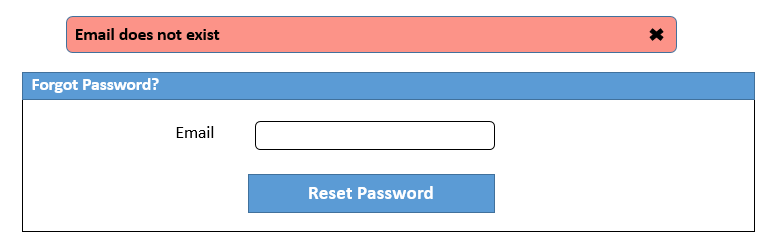 Email does not exist ✖
Forgot Password?
Email
Reset Password